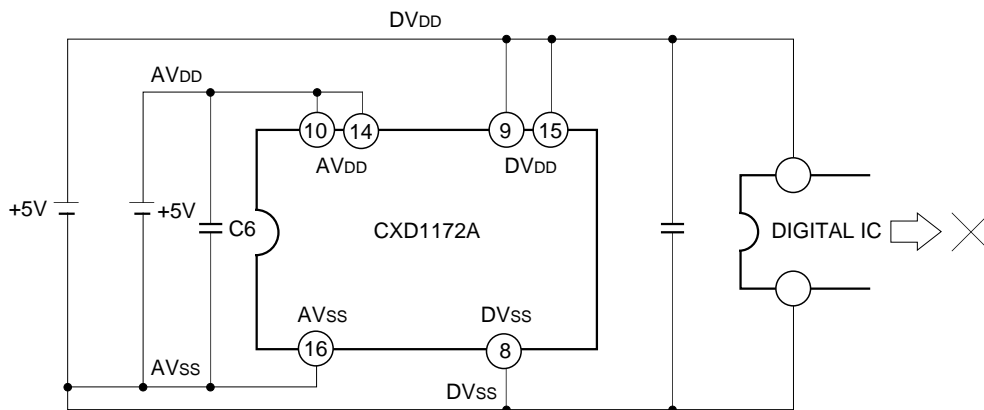 DVDD
AVDD
10 14 9 15
AVDD DVDD
+5V +5V C6 CXD1172A DIGITAL IC
AVSS DVSS
16 8
AVSS
DVSS